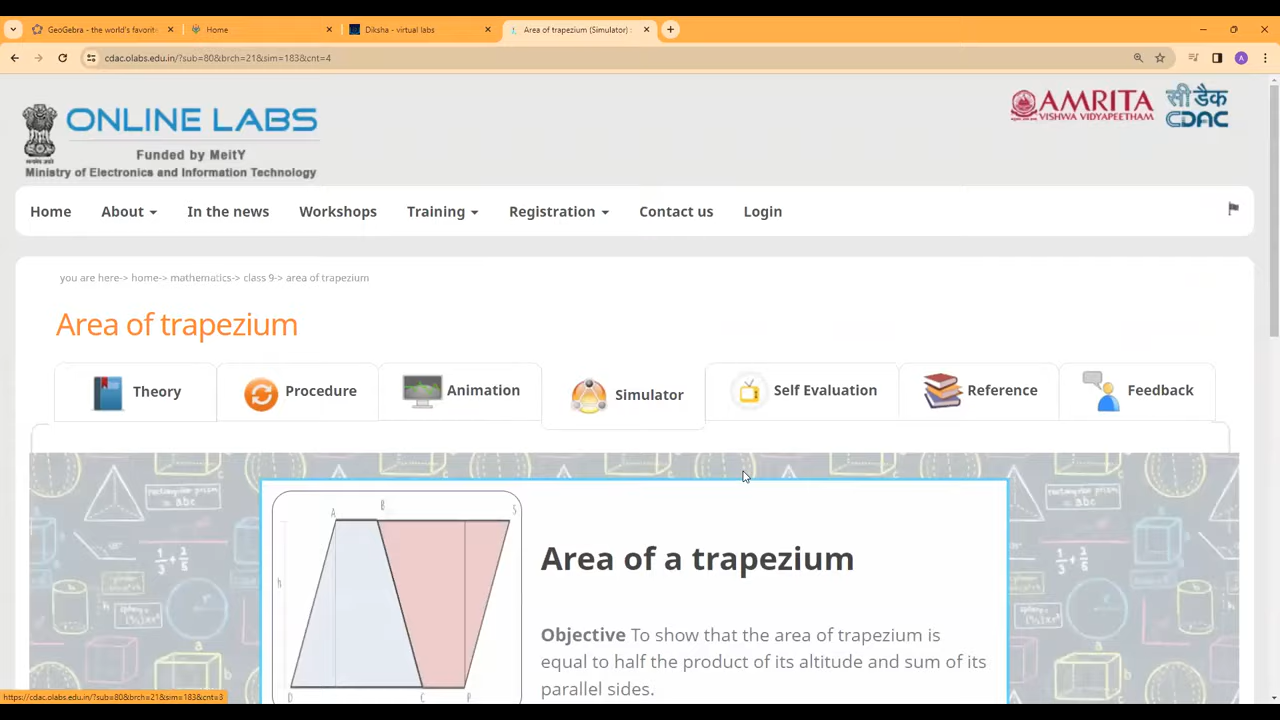 GeoGebra - the world's favorit
Home
Diksha - virtual labs
Area of trapezium (Simulator) :
cdac.olabs.edu.in/?sub=80&brch=21&sim=183&cnt=4
A
ONLINE LABS
Funded by MeitY
Ministry of Electronics and Information Technology
सत्यमेव जयते
AMRITA
VISHWA VIDYAPEETHAM
सी डैक
CDAC
Home
About
In the news
Workshops
Training
Registration
Contact us
Login
you are here-> home-> mathematics-> class 9-> area of trapezium
Area of trapezium
Theory
Procedure
Animation
Simulator
Self Evaluation
Reference
Feedback
A
B
S
h
D
C
P
Area of a trapezium
Objective To show that the area of trapezium is
equal to half the product of its altitude and sum of its
parallel sides.
https://cdac.olabs.edu.in/?sub=80&brch=21&sim=183&cnt=3